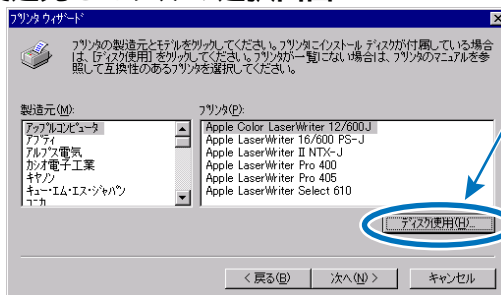 プリンタ ウィザード
プリンタの製造元とモデルをクリックしてください。プリンタにインストール ディスクが付属している場合
は、[ディスク使用] をクリックしてください。プリンタが一覧にない場合は、プリンタのマニュアルを参
照して互換性のあるプリンタを選択してください。
製造元(M):
プリンタ(P):
アップルコンピュータ
アプティ
アルプス電気
カシオ電子工業
キヤノン
キュー・エム・エス・ジャパン
コニカ
Apple Color LaserWriter 12/600J
Apple LaserWriter 16/600 PS-J
Apple LaserWriter II NTX-J
Apple LaserWriter Pro 400
Apple LaserWriter Pro 405
Apple LaserWriter Select 610
ディスク使用(H)...
< 戻る(B)
次へ(N) >
キャンセル